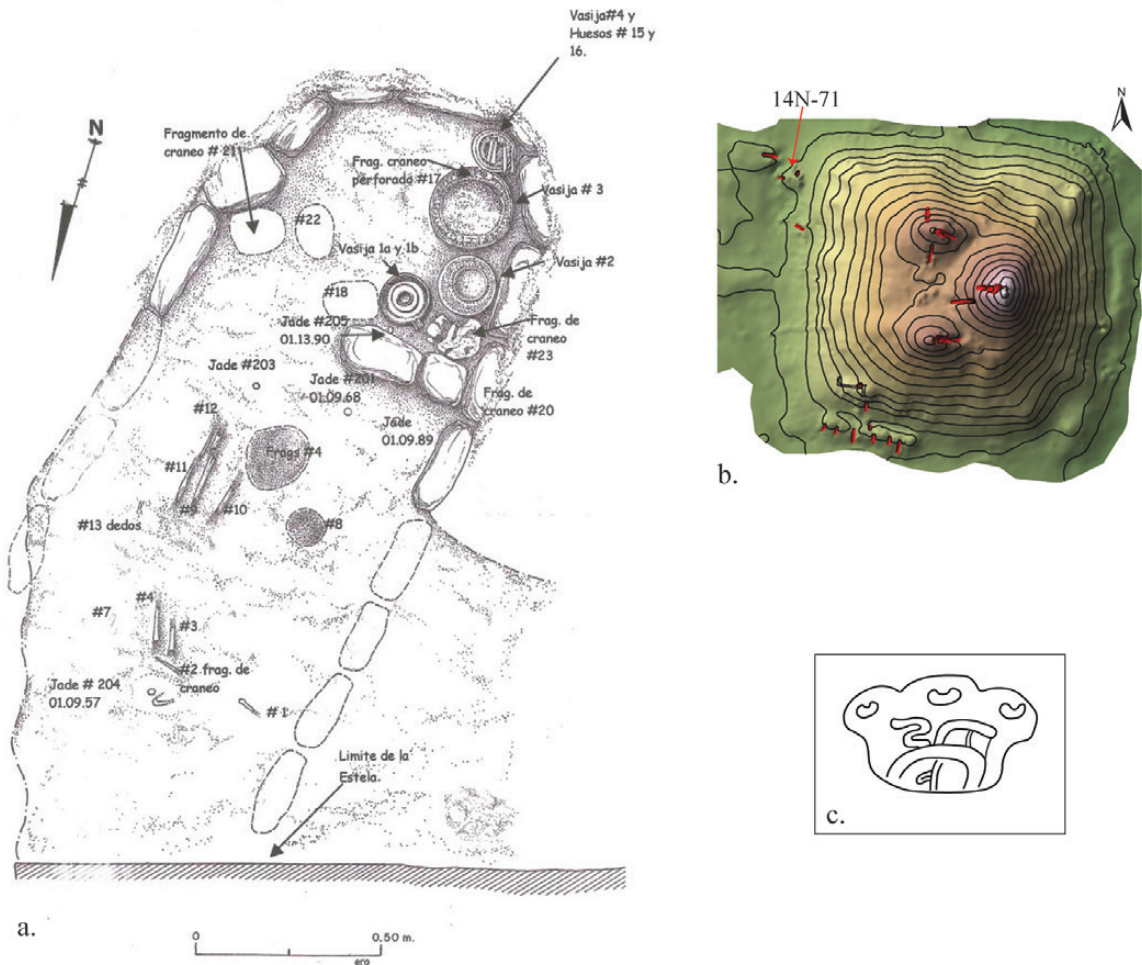 Vasija#4 y
Huesos # 15 y
16.
N
Fragmento de
craneo # 21
Frag. craneo
perforado #17
Vasija # 3
#22
Vasija 1a y 1b
Vasija #2
#18
Jade #205
01.13.90
Frag. de
craneo
#23
Jade #203
Jade #201
01.09.68
Frag. de
craneo #20
Jade
01.09.89
#12
#11
Frags #4
#9
#10
#13 dedos
#8
#4
#7
#3
#2 frag. de
craneo
Jade # 204
01.09.57
# 1
Limite de la
Estela.
a.
0
0.50 m.
14N-71
N
b.
c.